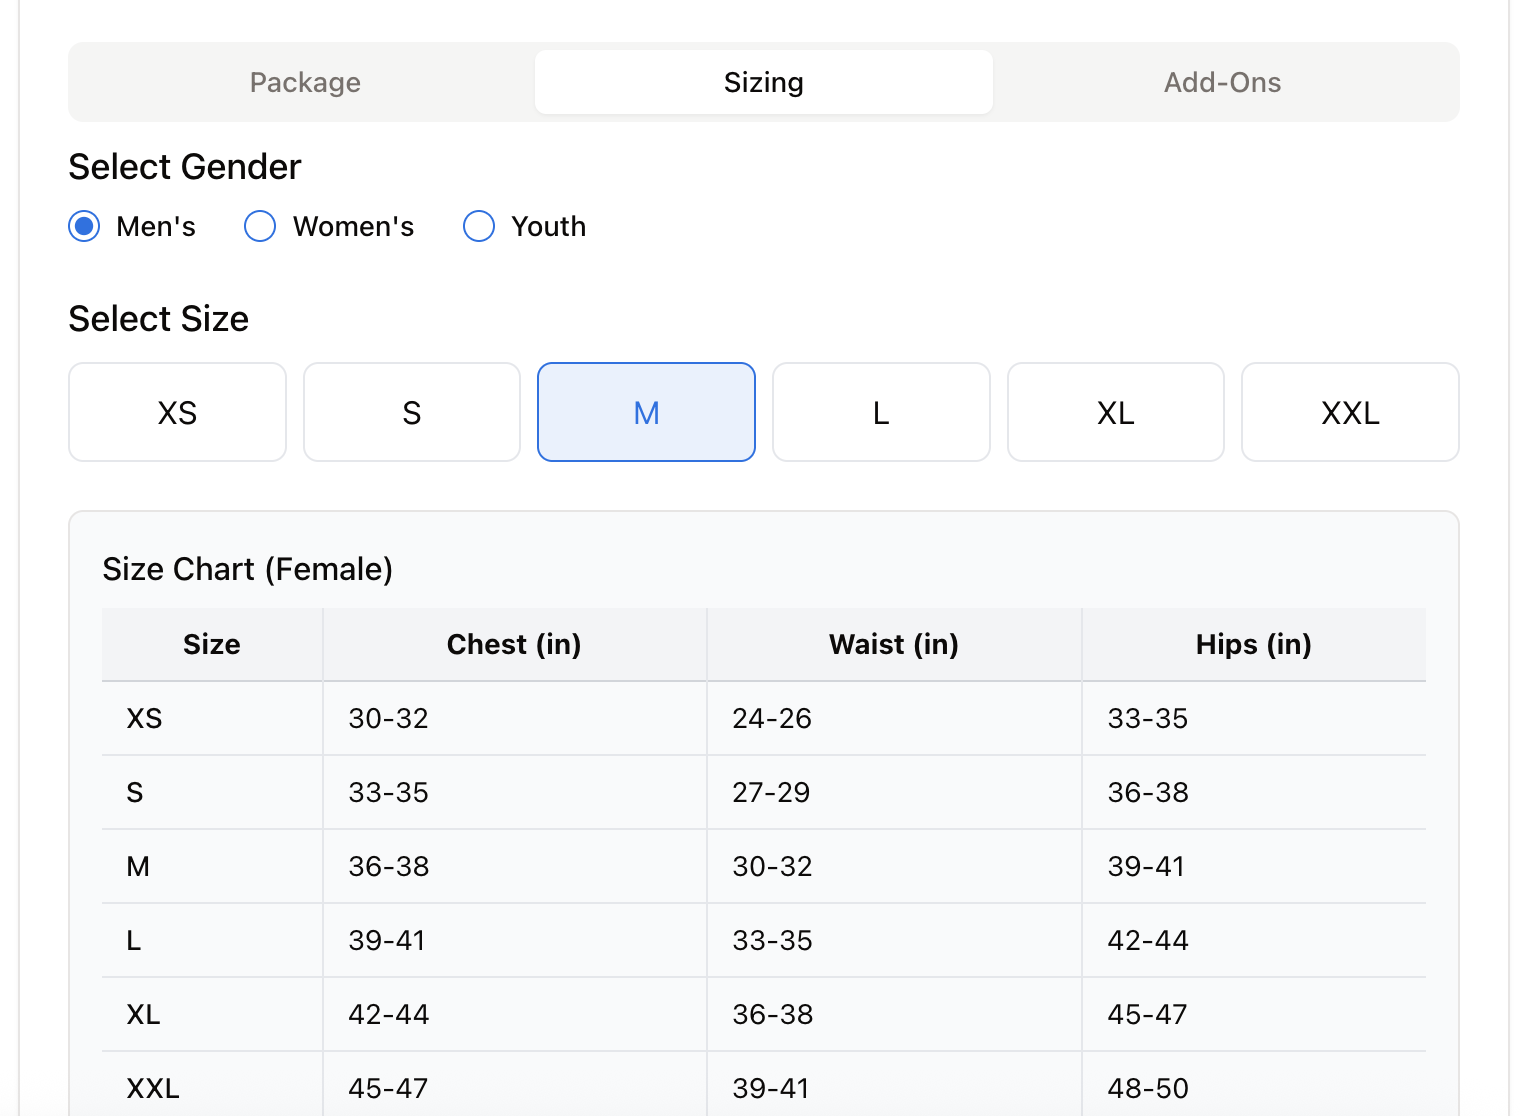 Package Sizing Add-Ons
Select Gender
Men's Women's Youth
Select Size
XS S M L XL XXL
Size Chart (Female)
Size Chest (in) Waist (in) Hips (in)
XS 30-32 24-26 33-35
S 33-35 27-29 36-38
M 36-38 30-32 39-41
L 39-41 33-35 42-44
XL 42-44 36-38 45-47
XXL 45-47 39-41 48-50